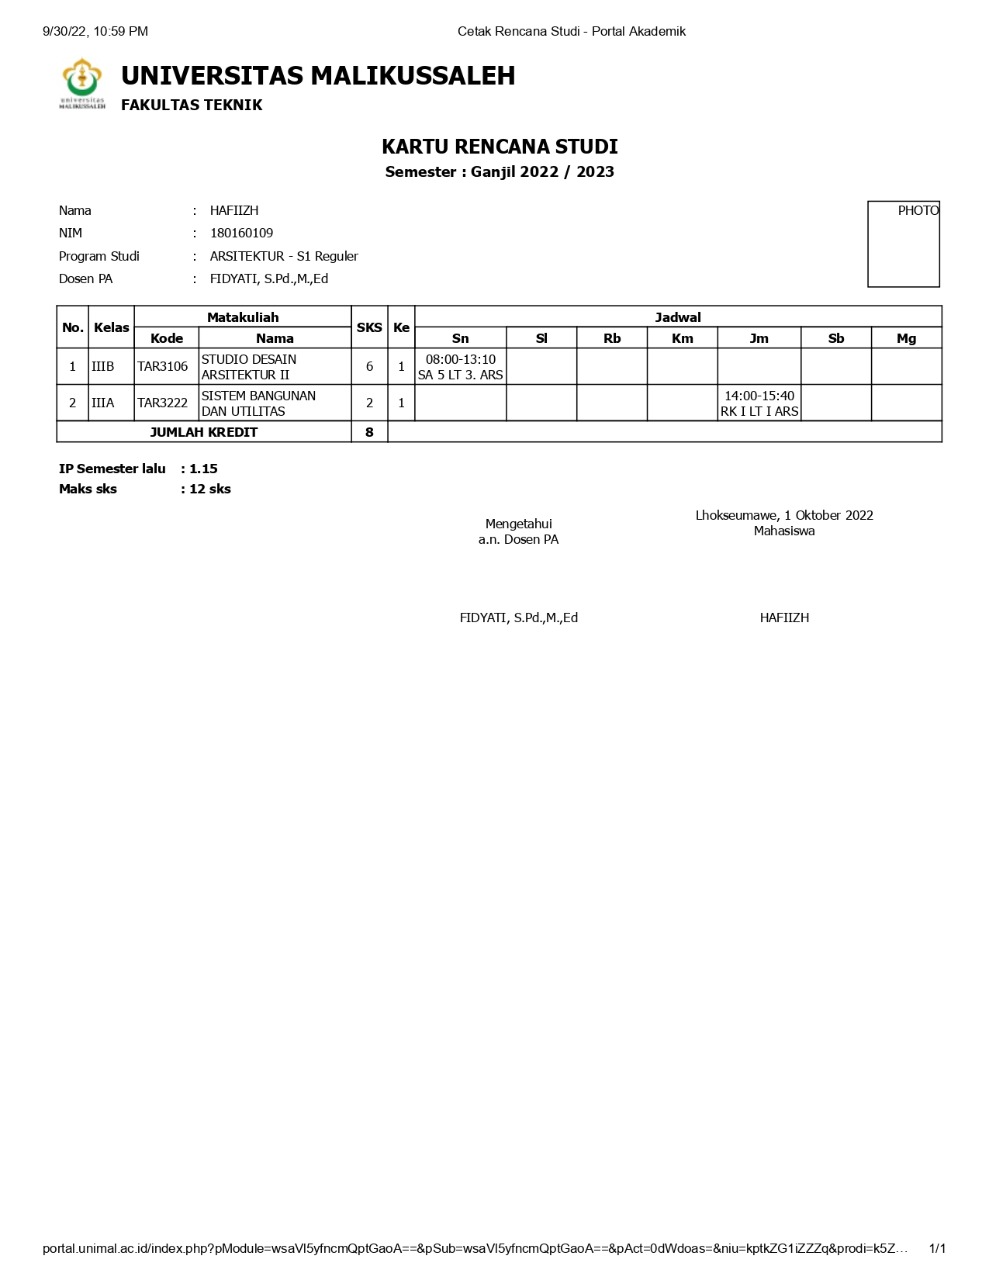 9/30/22, 10:59 PM Cetak Rencana Studi - Portal Akademik
universitas
MALIKUSSALEH
UNIVERSITAS MALIKUSSALEH
FAKULTAS TEKNIK
KARTU RENCANA STUDI
Semester : Ganjil 2022 / 2023
Nama : HAFIIZH
NIM : 180160109
Program Studi : ARSITEKTUR - S1 Reguler
Dosen PA : FIDYATI, S.Pd.,M.,Ed
PHOTO
No. Kelas Matakuliah SKS Ke Jadwal
Kode Nama Sn Sl Rb Km Jm Sb Mg
1 IIIB TAR3106 STUDIO DESAIN ARSITEKTUR II 6 1 08:00-13:10 SA 5 LT 3. ARS
2 IIIA TAR3222 SISTEM BANGUNAN DAN UTILITAS 2 1 14:00-15:40 RK I LT I ARS
JUMLAH KREDIT 8
IP Semester lalu : 1.15
Maks sks : 12 sks
Lhokseumawe, 1 Oktober 2022
Mengetahui Mahasiswa
a.n. Dosen PA
FIDYATI, S.Pd.,M.,Ed HAFIIZH
portal.unimal.ac.id/index.php?pModule=wsaVl5yfncmQptGaoA==&pSub=wsaVl5yfncmQptGaoA==&pAct=0dWdoas=&niu=kptkZG1iZZZq&prodi=k5Z… 1/1